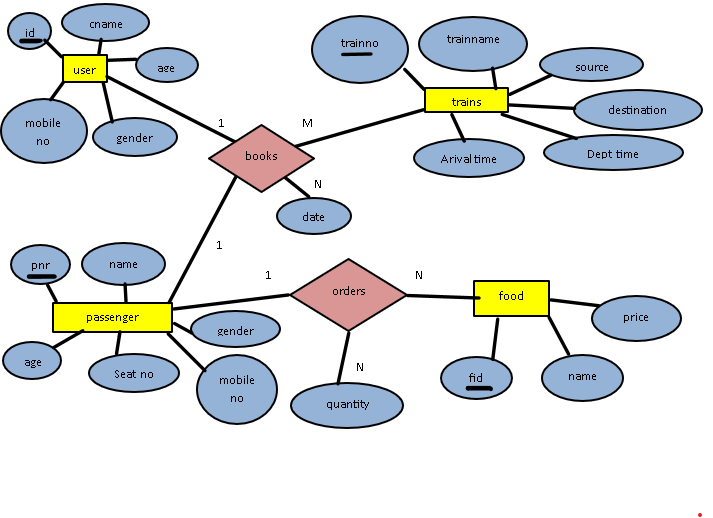 id
cname
user
age
mobile
no
gender
trainno
trainname
source
trains
destination
Arival time
Dept time
1
M
books
N
date
1
pnr
name
passenger
gender
age
Seat no
mobile
no
1
orders
N
food
price
fid
name
N
quantity